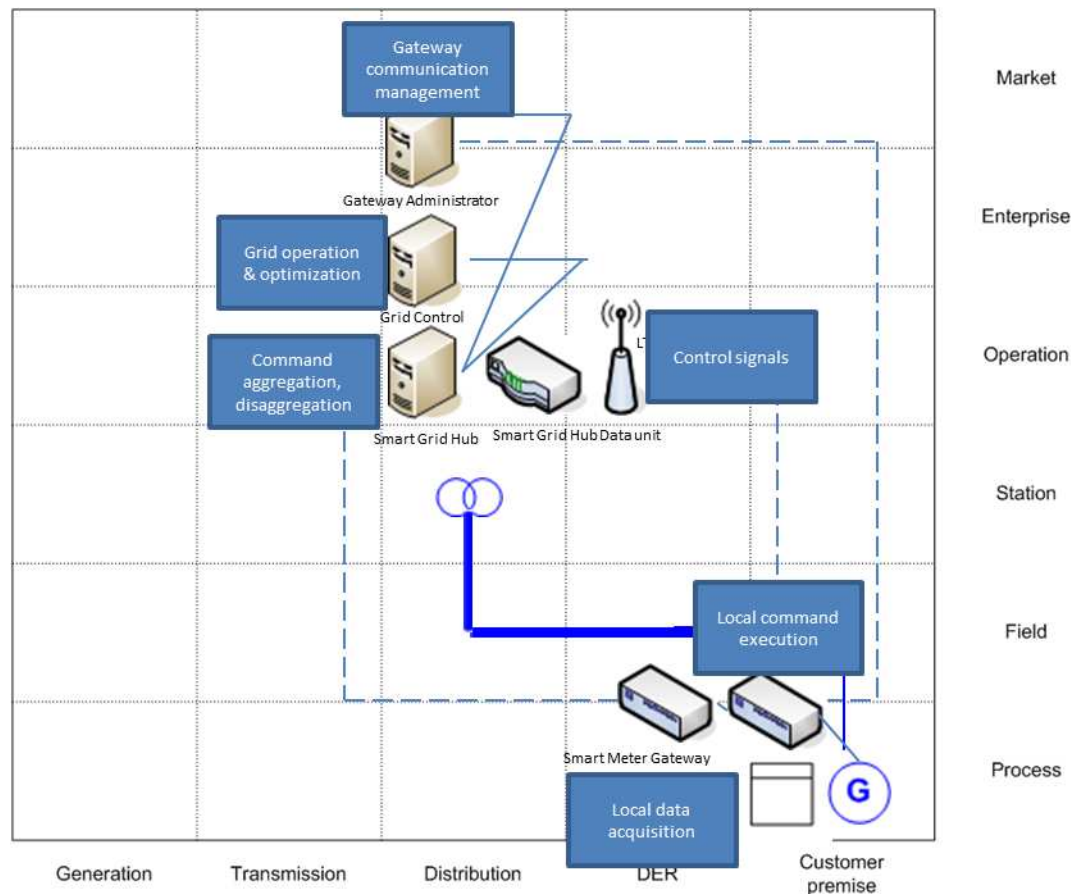 Gateway
communication
management
Market
Gateway Administrator
Enterprise
Grid operation
& optimization
Grid Control
Command
aggregation,
disaggregation
Control signals
Operation
Smart Grid Hub
Smart Grid Hub
Data unit
Station
Local command
execution
Field
Smart Meter Gateway
Local data
acquisition
G
Process
Generation
Transmission
Distribution
DER
Customer
premise